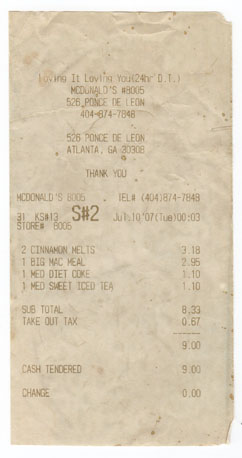 Loving It Loving You(24hr D.T.)
MCDONALD'S #8005
526 PONCE DE LEON
404-874-7848
526 PONCE DE LEON
ATLANTA, GA 30308
THANK YOU
MCDONALD'S 8005 TEL# (404)874-7848
31 KS#13 S#2 Jul.10'07(Tue)00:03
STORE# 8005
2 CINNAMON MELTS 3.18
1 BIG MAC MEAL 2.95
1 MED DIET COKE 1.10
1 MED SWEET ICED TEA 1.10
SUB TOTAL 8.33
TAKE OUT TAX 0.67
9.00
CASH TENDERED 9.00
CHANGE 0.00